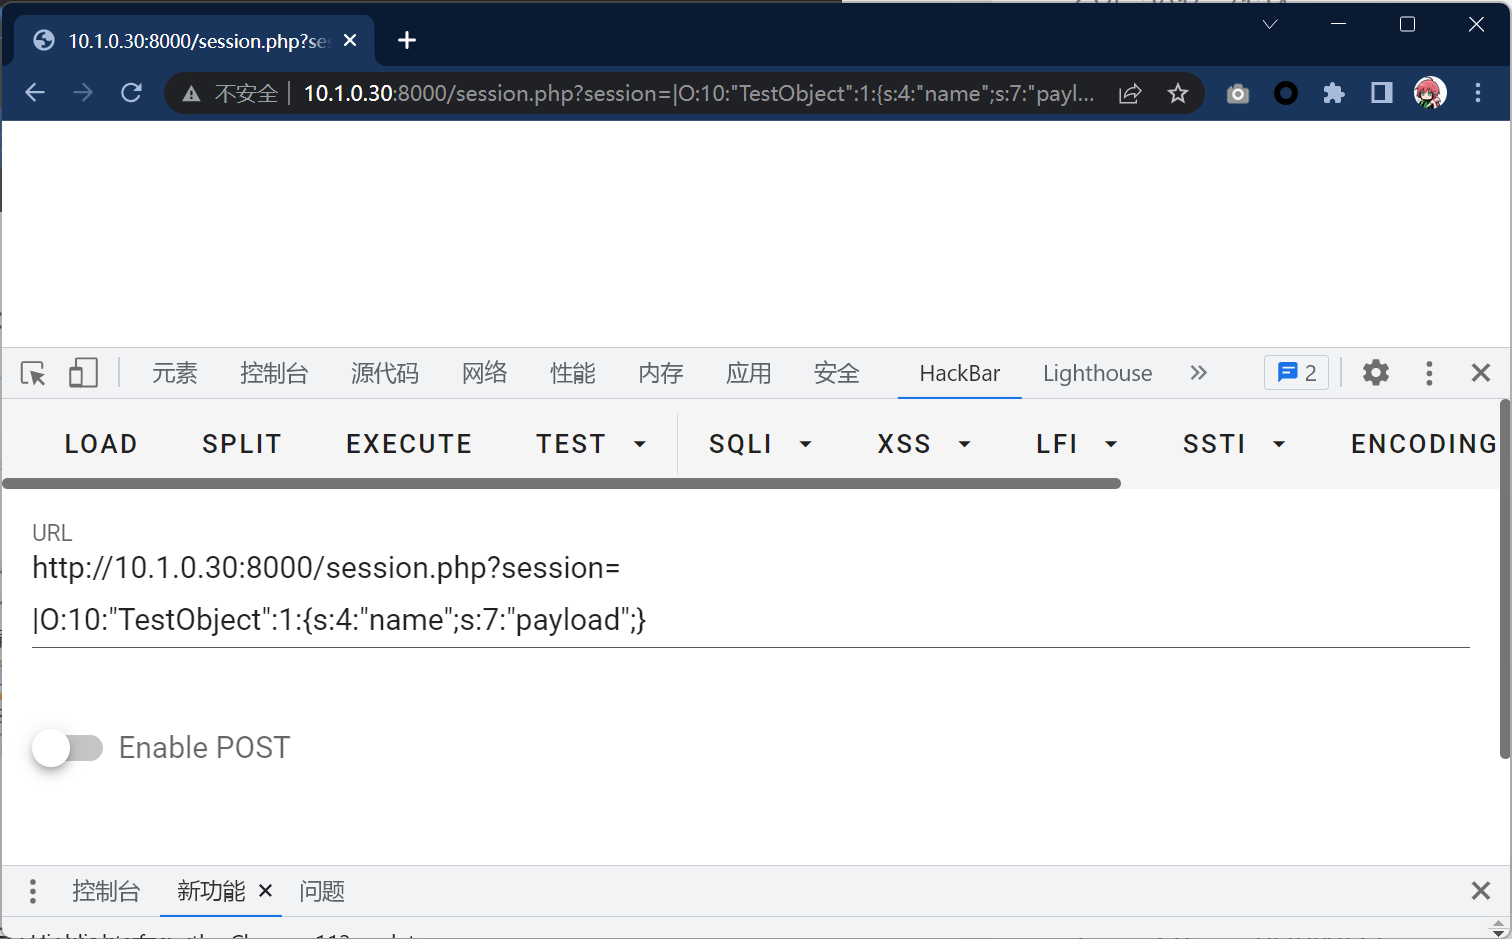 10.1.0.30:8000/session.php?se
不安全 10.1.0.30:8000/session.php?session=|O:10:"TestObject":1:{s:4:"name";s:7:"payl...
元素 控制台 源代码 网络 性能 内存 应用 安全 HackBar Lighthouse 2
LOAD SPLIT EXECUTE TEST SQLI XSS LFI SSTI ENCODING
URL
http://10.1.0.30:8000/session.php?session=
|O:10:"TestObject":1:{s:4:"name";s:7:"payload";}
Enable POST
控制台 新功能 问题